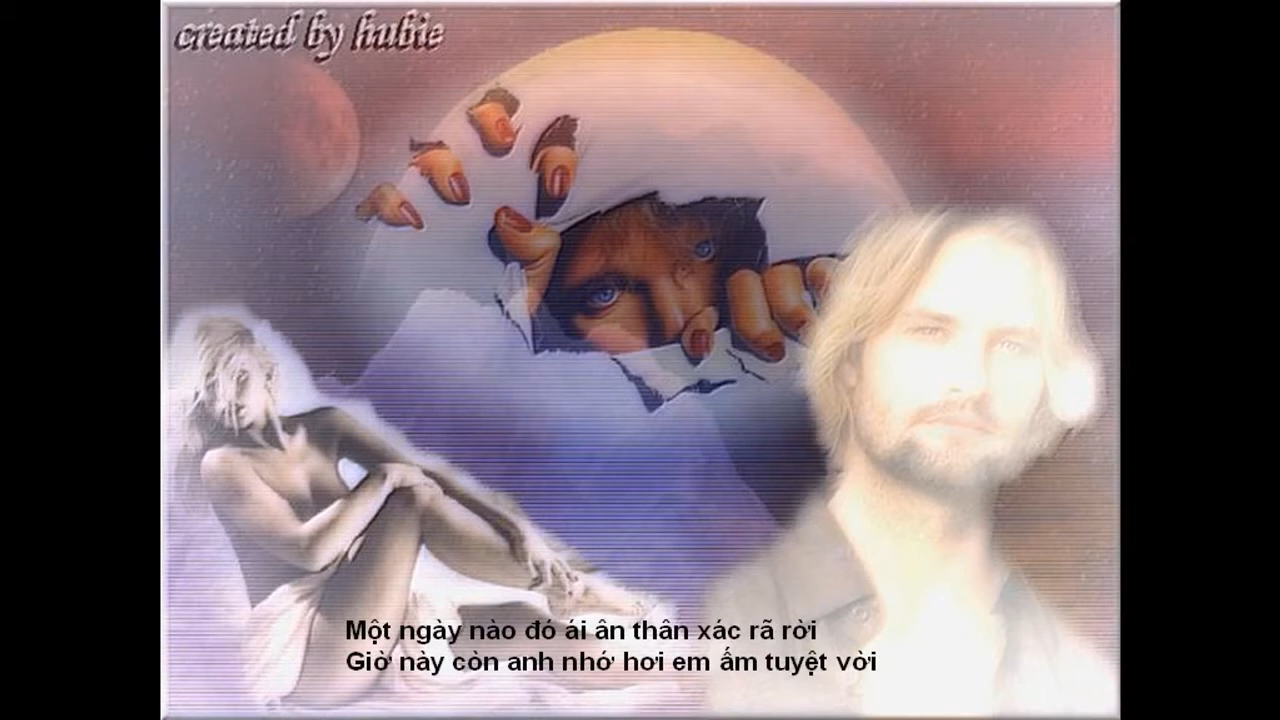 created by hubie
Một ngày nào đó ái ân thân xác rã rời
Giờ này còn anh nhớ hơi em ấm tuyệt vời